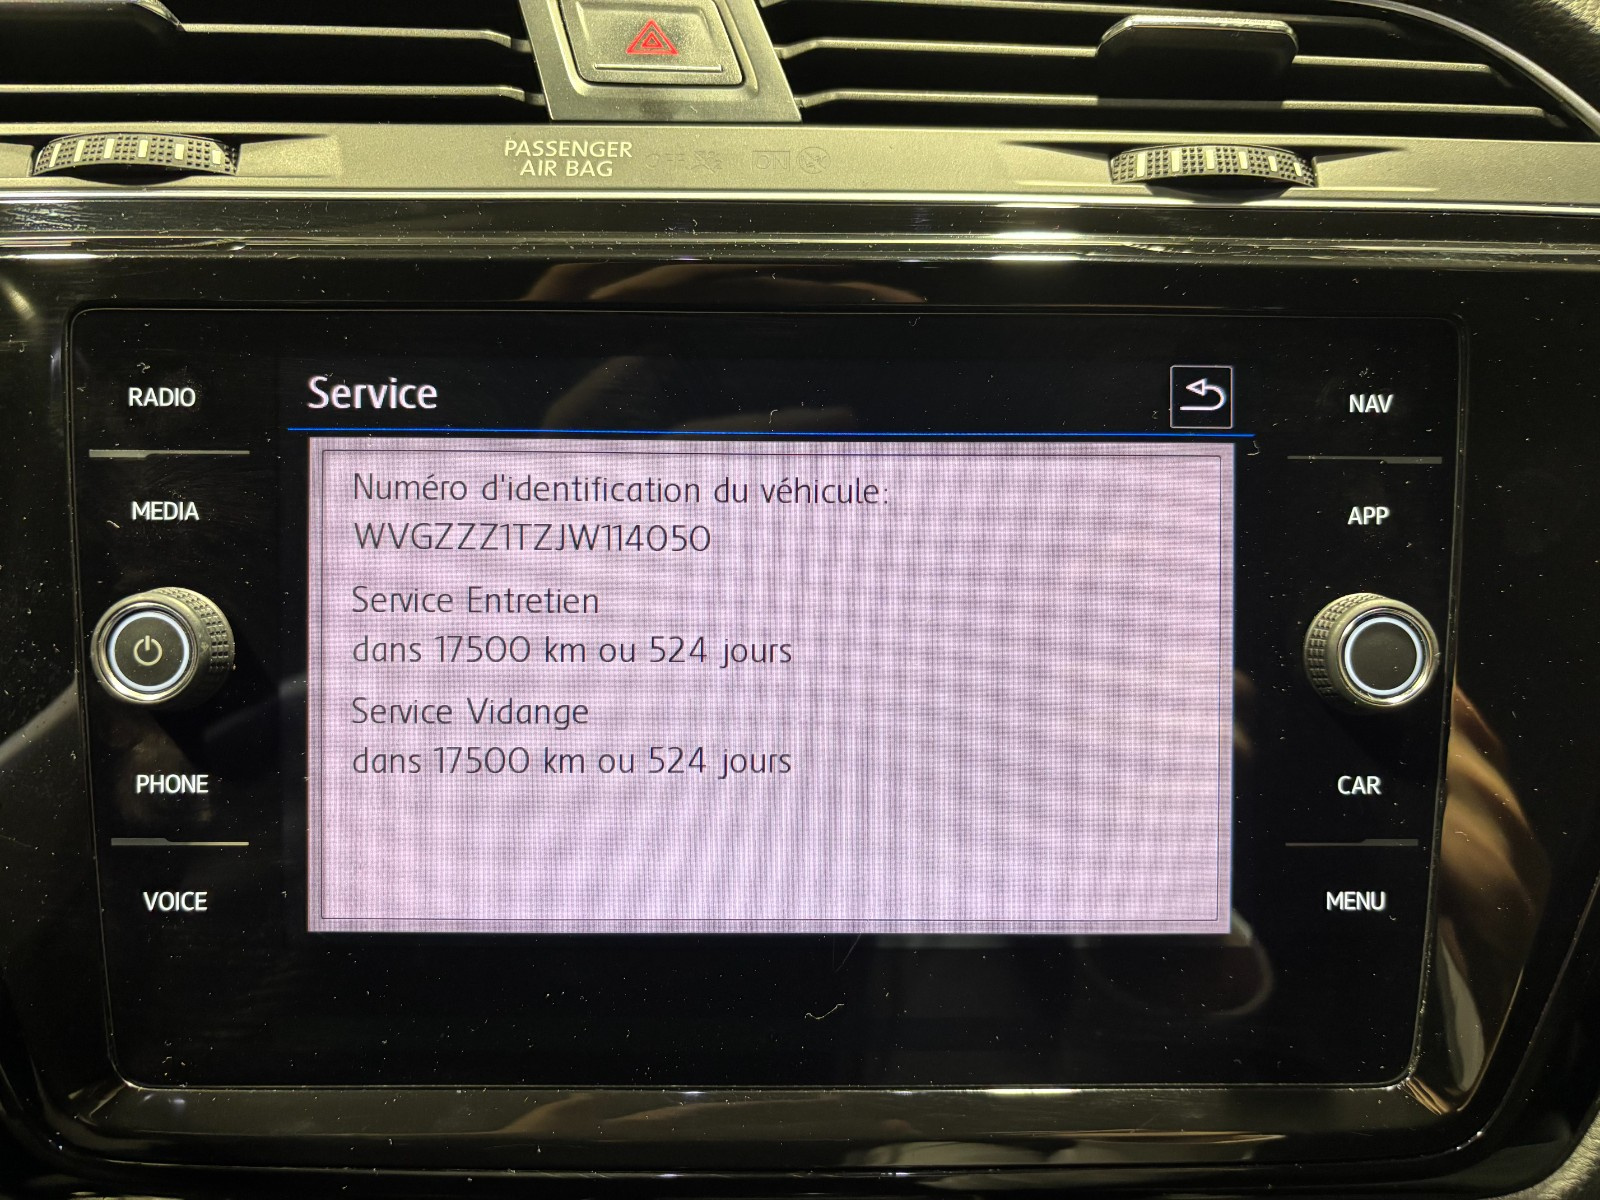 PASSENGER
AIR BAG
RADIO
Service
NAV
MEDIA
APP
Numéro d'identification du véhicule:
WVGZZZ1TZJW114050
Service Entretien
dans 17500 km ou 524 jours
Service Vidange
dans 17500 km ou 524 jours
PHONE
CAR
VOICE
MENU